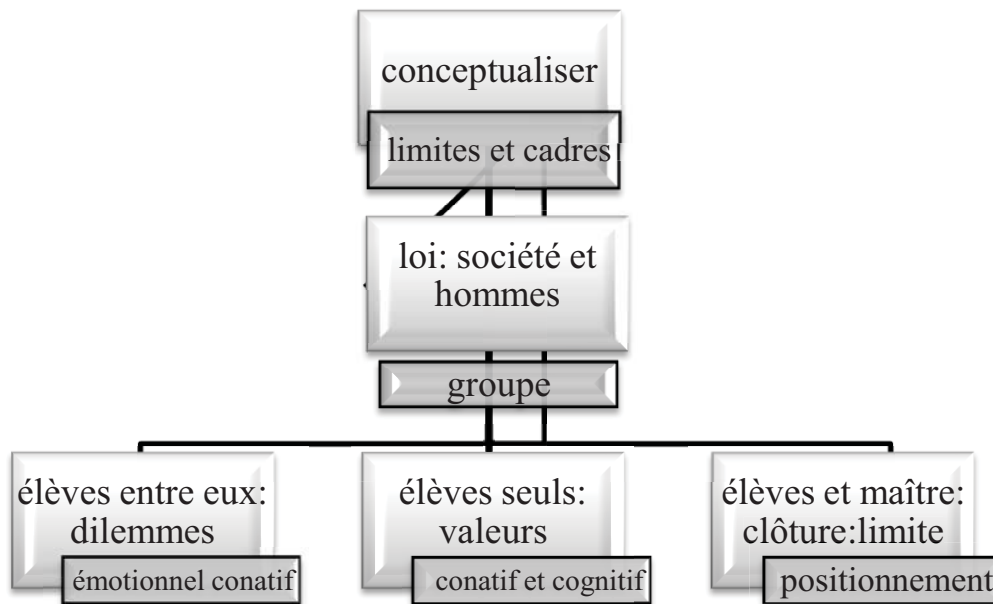 conceptualiser
limites et cadres
loi: société et
hommes
groupe
élèves entre eux:
dilemmes
émotionnel conatif
élèves seuls:
valeurs
conatif et cognitif
élèves et maître:
clôture:limite
positionnement